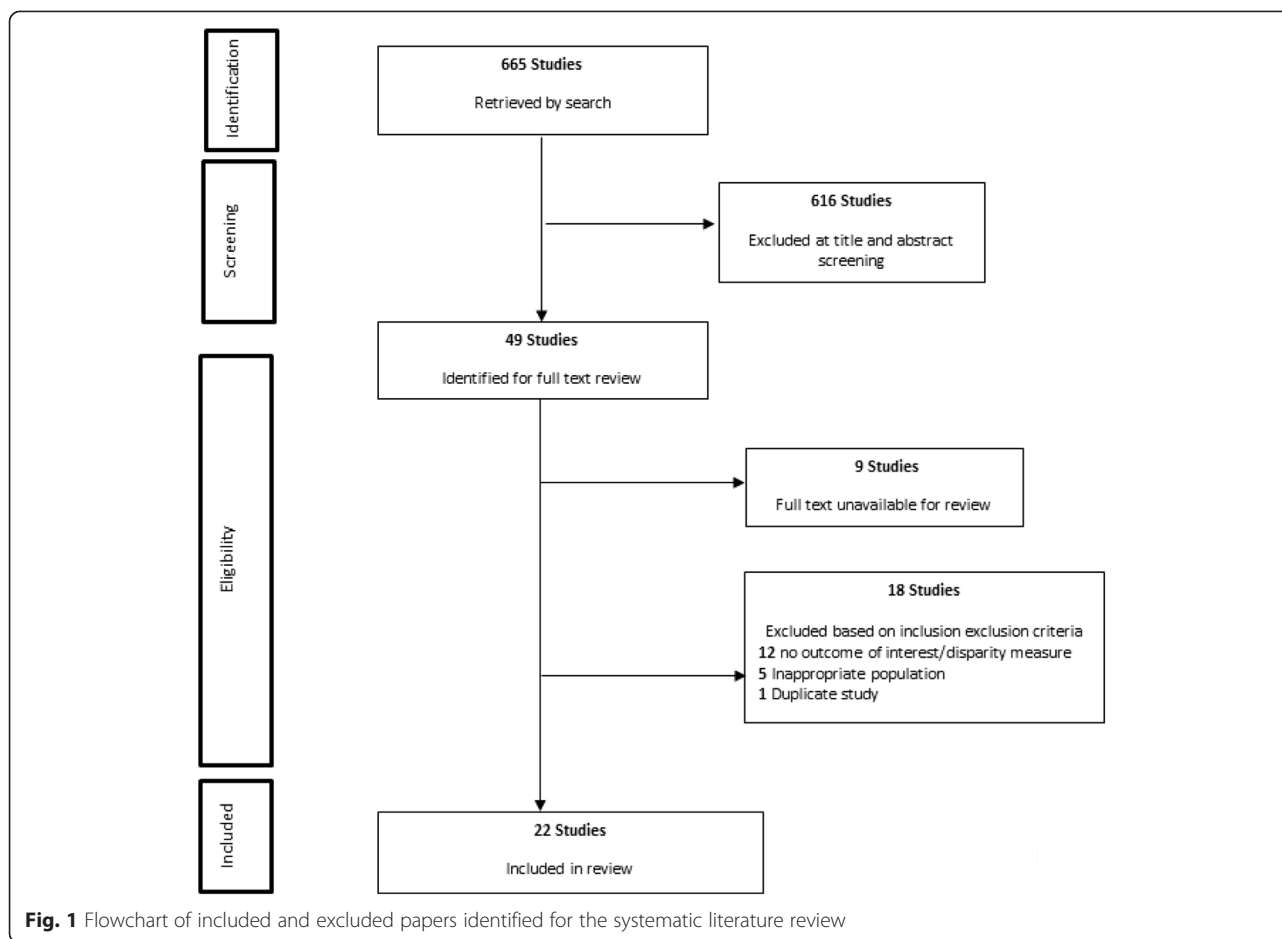 Identification
665 Studies
Retrieved by search
Screening
616 Studies
Excluded at title and abstract
screening
49 Studies
Identified for full text review
Eligibility
9 Studies
Full text unavailable for review
18 Studies
Excluded based on inclusion exclusion criteria
12 no outcome of interest/disparity measure
5 Inappropriate population
1 Duplicate study
Included
22 Studies
Included in review
Fig. 1 Flowchart of included and excluded papers identified for the systematic literature review